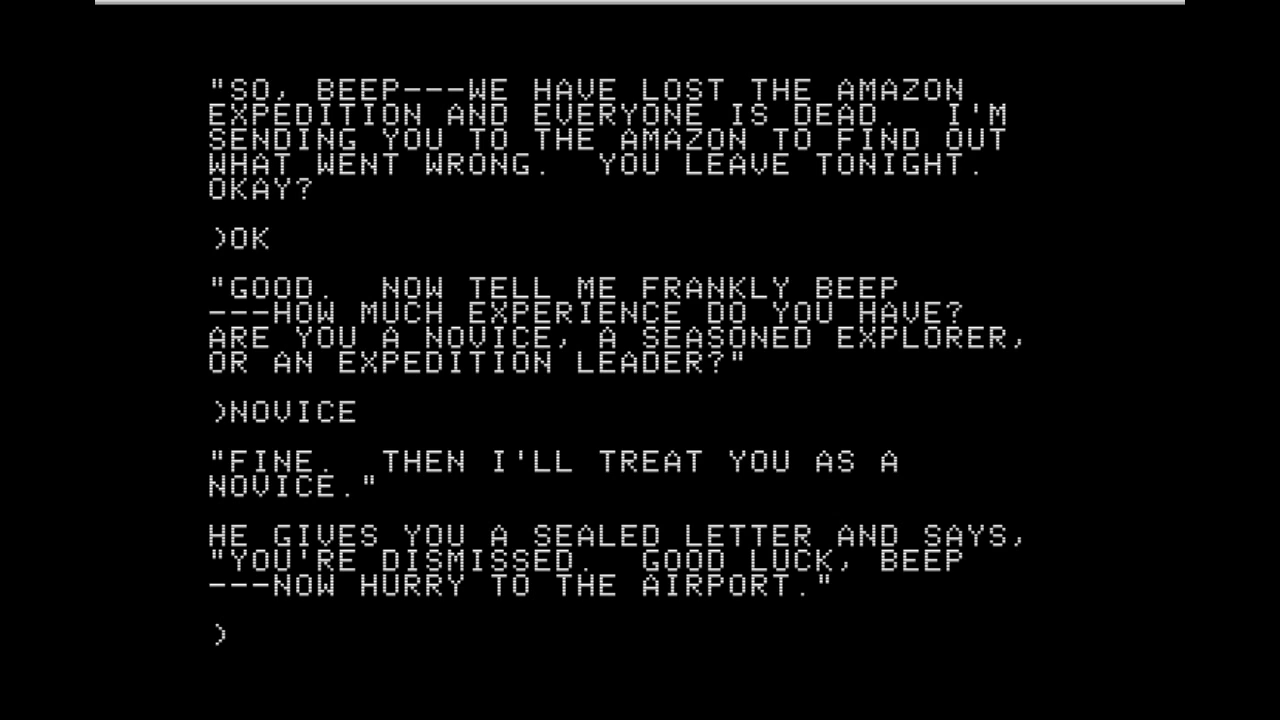 "SO, BEEP---WE HAVE LOST THE AMAZON
EXPEDITION AND EVERYONE IS DEAD.  I'M
SENDING YOU TO THE AMAZON TO FIND OUT
WHAT WENT WRONG.  YOU LEAVE TONIGHT.
OKAY?
)OK
"GOOD.  NOW TELL ME FRANKLY BEEP
---HOW MUCH EXPERIENCE DO YOU HAVE?
ARE YOU A NOVICE, A SEASONED EXPLORER,
OR AN EXPEDITION LEADER?"
)NOVICE
"FINE.  THEN I'LL TREAT YOU AS A
NOVICE."
HE GIVES YOU A SEALED LETTER AND SAYS,
"YOU'RE DISMISSED.  GOOD LUCK, BEEP
---NOW HURRY TO THE AIRPORT."
)